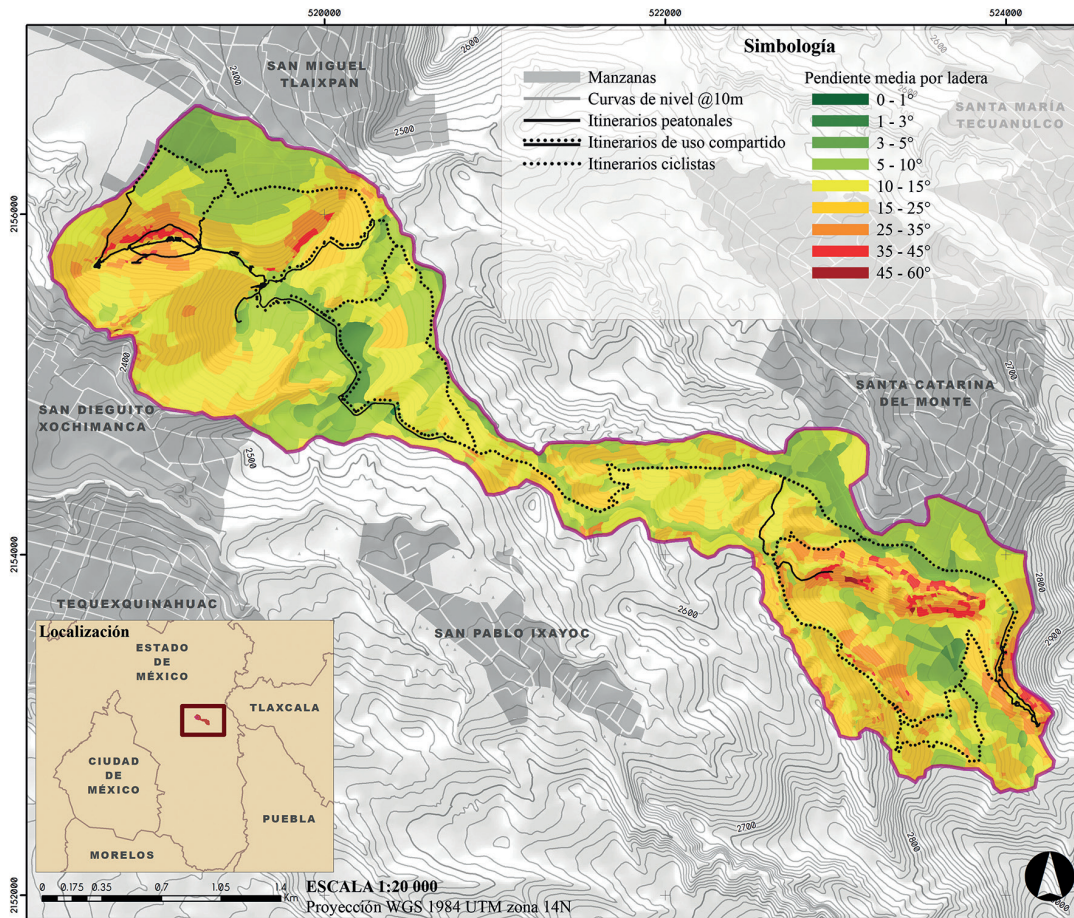 520000
522000
524000
2156000
2154000
2152000
Simbología
Manzanas
Curvas de nivel @10m
Itinerarios peatonales
Itinerarios de uso compartido
Itinerarios ciclistas
Pendiente media por ladera
0 - 1°
1 - 3°
3 - 5°
5 - 10°
10 - 15°
15 - 25°
25 - 35°
35 - 45°
45 - 60°
SAN MIGUEL
TLAIXPAN
2400
2500
2600
2600
SANTA MARÍA
TECUANULCO
2400
SAN DIEGUITO
XOCHIMANCA
2500
2700
SANTA CATARINA
DEL MONTE
TEQUEXQUINAHUAC
SAN PABLO IXAYOC
2600
2800
2900
2700
2800
Localización
ESTADO
DE
MÉXICO
TLAXCALA
CIUDAD
DE
MÉXICO
PUEBLA
MORELOS
0 0.175 0.35 0.7 1.05 1.4
Km
ESCALA 1:20 000
Proyección WGS 1984 UTM zona 14N